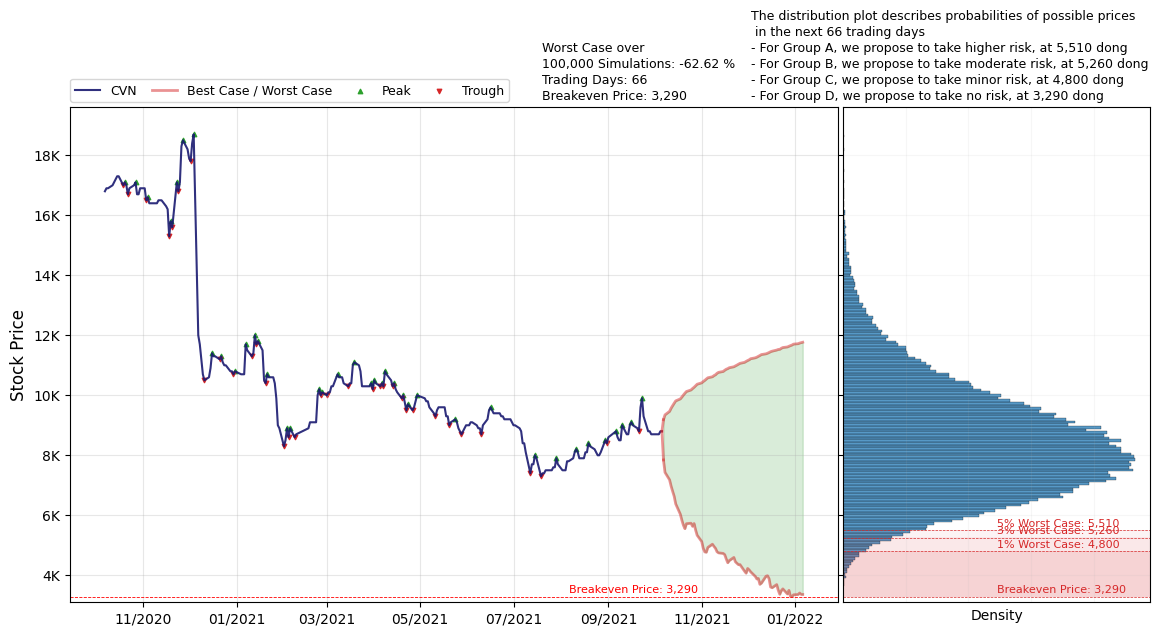 The distribution plot describes probabilities of possible prices
in the next 66 trading days
- For Group A, we propose to take higher risk, at 5,510 dong
- For Group B, we propose to take moderate risk, at 5,260 dong
- For Group C, we propose to take minor risk, at 4,800 dong
- For Group D, we propose to take no risk, at 3,290 dong
Worst Case over
100,000 Simulations: -62.62 %
Trading Days: 66
Breakeven Price: 3,290
CVN
Best Case / Worst Case
Peak
Trough
Stock Price
18K
16K
14K
12K
10K
8K
6K
4K
Breakeven Price: 3,290
11/2020
01/2021
03/2021
05/2021
07/2021
09/2021
11/2021
01/2022
5% Worst Case: 5,510
3% Worst Case: 5,260
1% Worst Case: 4,800
Breakeven Price: 3,290
Density